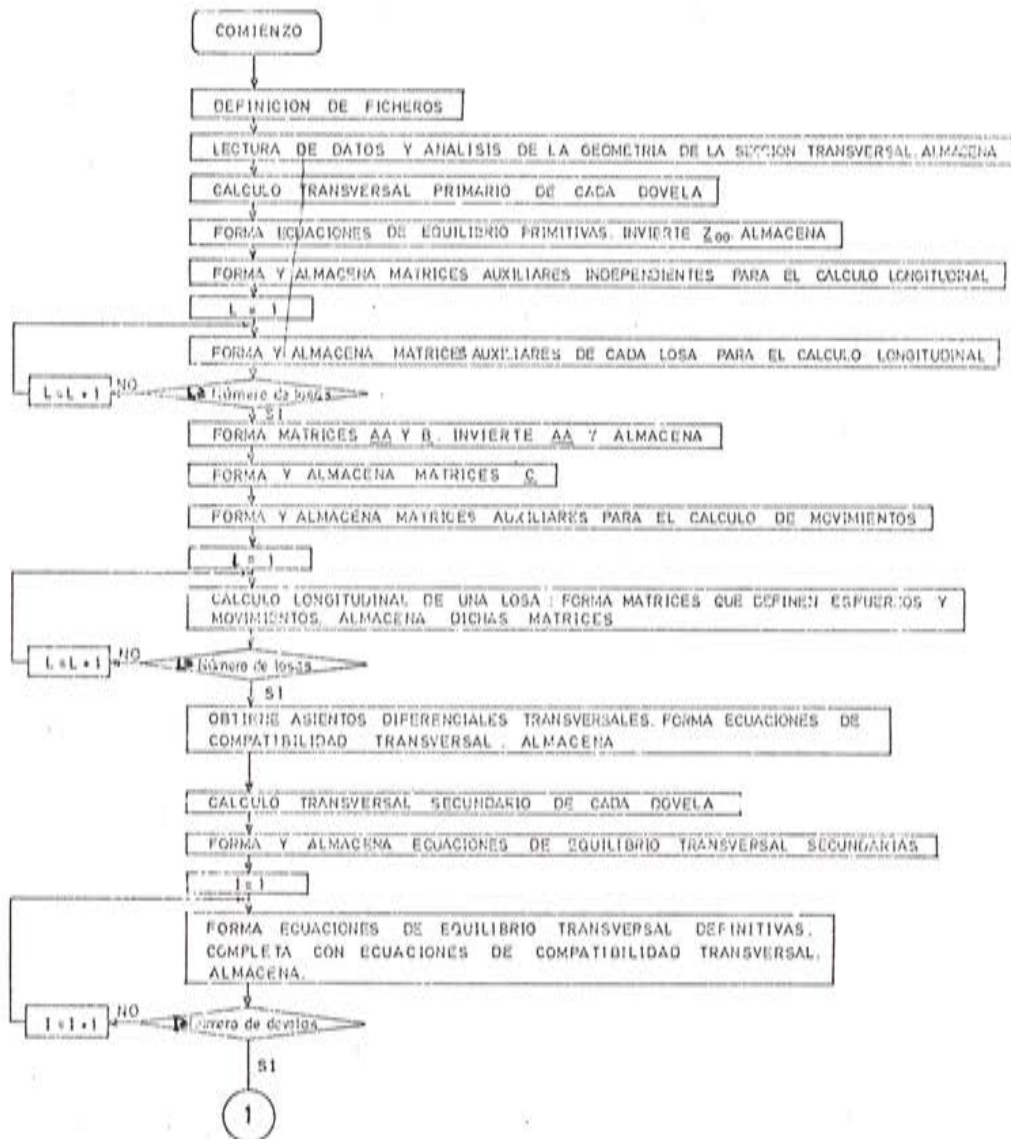 COMIENZO
DEFINICION DE FICHEROS
LECTURA DE DATOS Y ANALISIS DE LA GEOMETRIA DE LA SECCION TRANSVERSAL. ALMACENA
CALCULO TRANSVERSAL PRIMARIO DE CADA DOVELA
FORMA ECUACIONES DE EQUILIBRIO PRIMITIVAS. INVIERTE Z00. ALMACENA
FORMA Y ALMACENA MATRICES AUXILIARES INDEPENDIENTES PARA EL CALCULO LONGITUDINAL
L = 1
FORMA Y ALMACENA MATRICES AUXILIARES DE CADA LOSA PARA EL CALCULO LONGITUDINAL
L = L + 1
NO
L= Número de losas
SI
FORMA MATRICES AA Y B. INVIERTE AA Y ALMACENA
FORMA Y ALMACENA MATRICES C
FORMA Y ALMACENA MATRICES AUXILIARES PARA EL CALCULO DE MOVIMIENTOS
L = 1
CALCULO LONGITUDINAL DE UNA LOSA : FORMA MATRICES QUE DEFINEN ESFUERZOS Y
MOVIMIENTOS. ALMACENA DICHAS MATRICES
L = L + 1
NO
L= Número de losas
SI
OBTIENE ASIENTOS DIFERENCIALES TRANSVERSALES. FORMA ECUACIONES DE
COMPATIBILIDAD TRANSVERSAL . ALMACENA
CALCULO TRANSVERSAL SECUNDARIO DE CADA DOVELA
FORMA Y ALMACENA ECUACIONES DE EQUILIBRO TRANSVERSAL SECUNDARIAS
I = 1
FORMA ECUACIONES DE EQUILIBRO TRANSVERSAL DEFINITIVAS.
COMPLETA CON ECUACIONES DE COMPATIBILIDAD TRANSVERSAL.
ALMACENA.
I = I + 1
NO
I= número de dovelas
SI
1